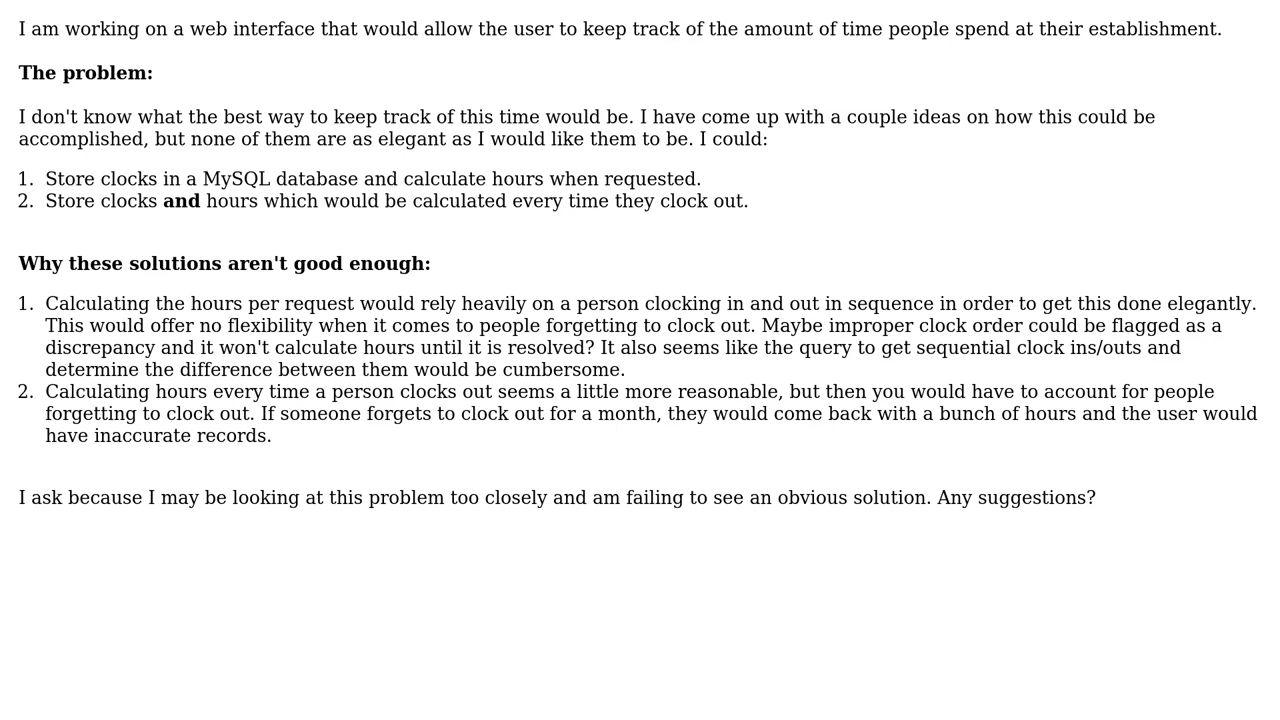 I am working on a web interface that would allow the user to keep track of the amount of time people spend at their establishment.
The problem:
I don't know what the best way to keep track of this time would be. I have come up with a couple ideas on how this could be
accomplished, but none of them are as elegant as I would like them to be. I could:
1. Store clocks in a MySQL database and calculate hours when requested.
2. Store clocks and hours which would be calculated every time they clock out.
Why these solutions aren't good enough:
1. Calculating the hours per request would rely heavily on a person clocking in and out in sequence in order to get this done elegantly.
This would offer no flexibility when it comes to people forgetting to clock out. Maybe improper clock order could be flagged as a
discrepancy and it won't calculate hours until it is resolved? It also seems like the query to get sequential clock ins/outs and
determine the difference between them would be cumbersome.
2. Calculating hours every time a person clocks out seems a little more reasonable, but then you would have to account for people
forgetting to clock out. If someone forgets to clock out for a month, they would come back with a bunch of hours and the user would
have inaccurate records.
I ask because I may be looking at this problem too closely and am failing to see an obvious solution. Any suggestions?